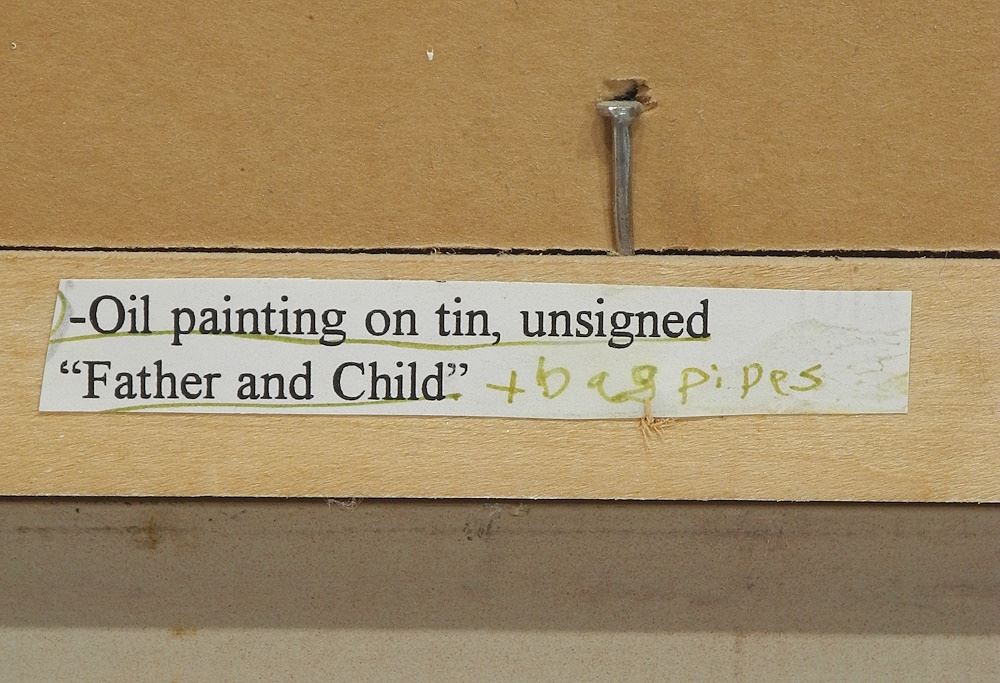 -Oil painting on tin, unsigned
“Father and Child” + bagpipes